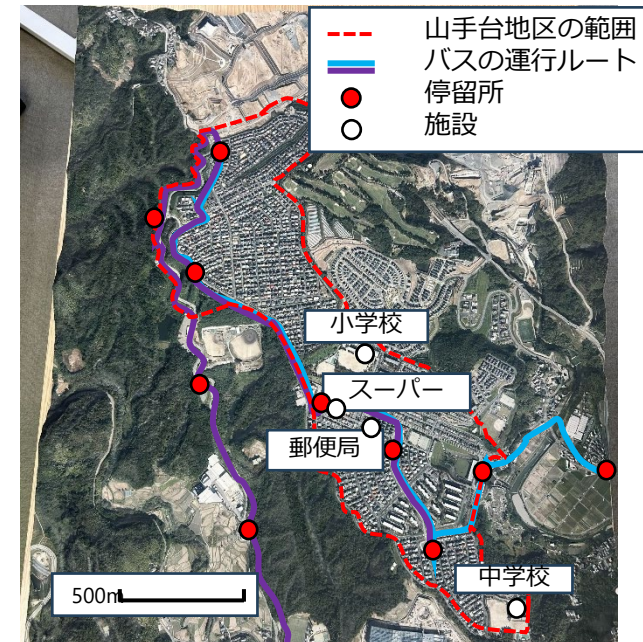 山手台地区の範囲
バスの運行ルート
停留所
施設
小学校
スーパー
郵便局
中学校
500m